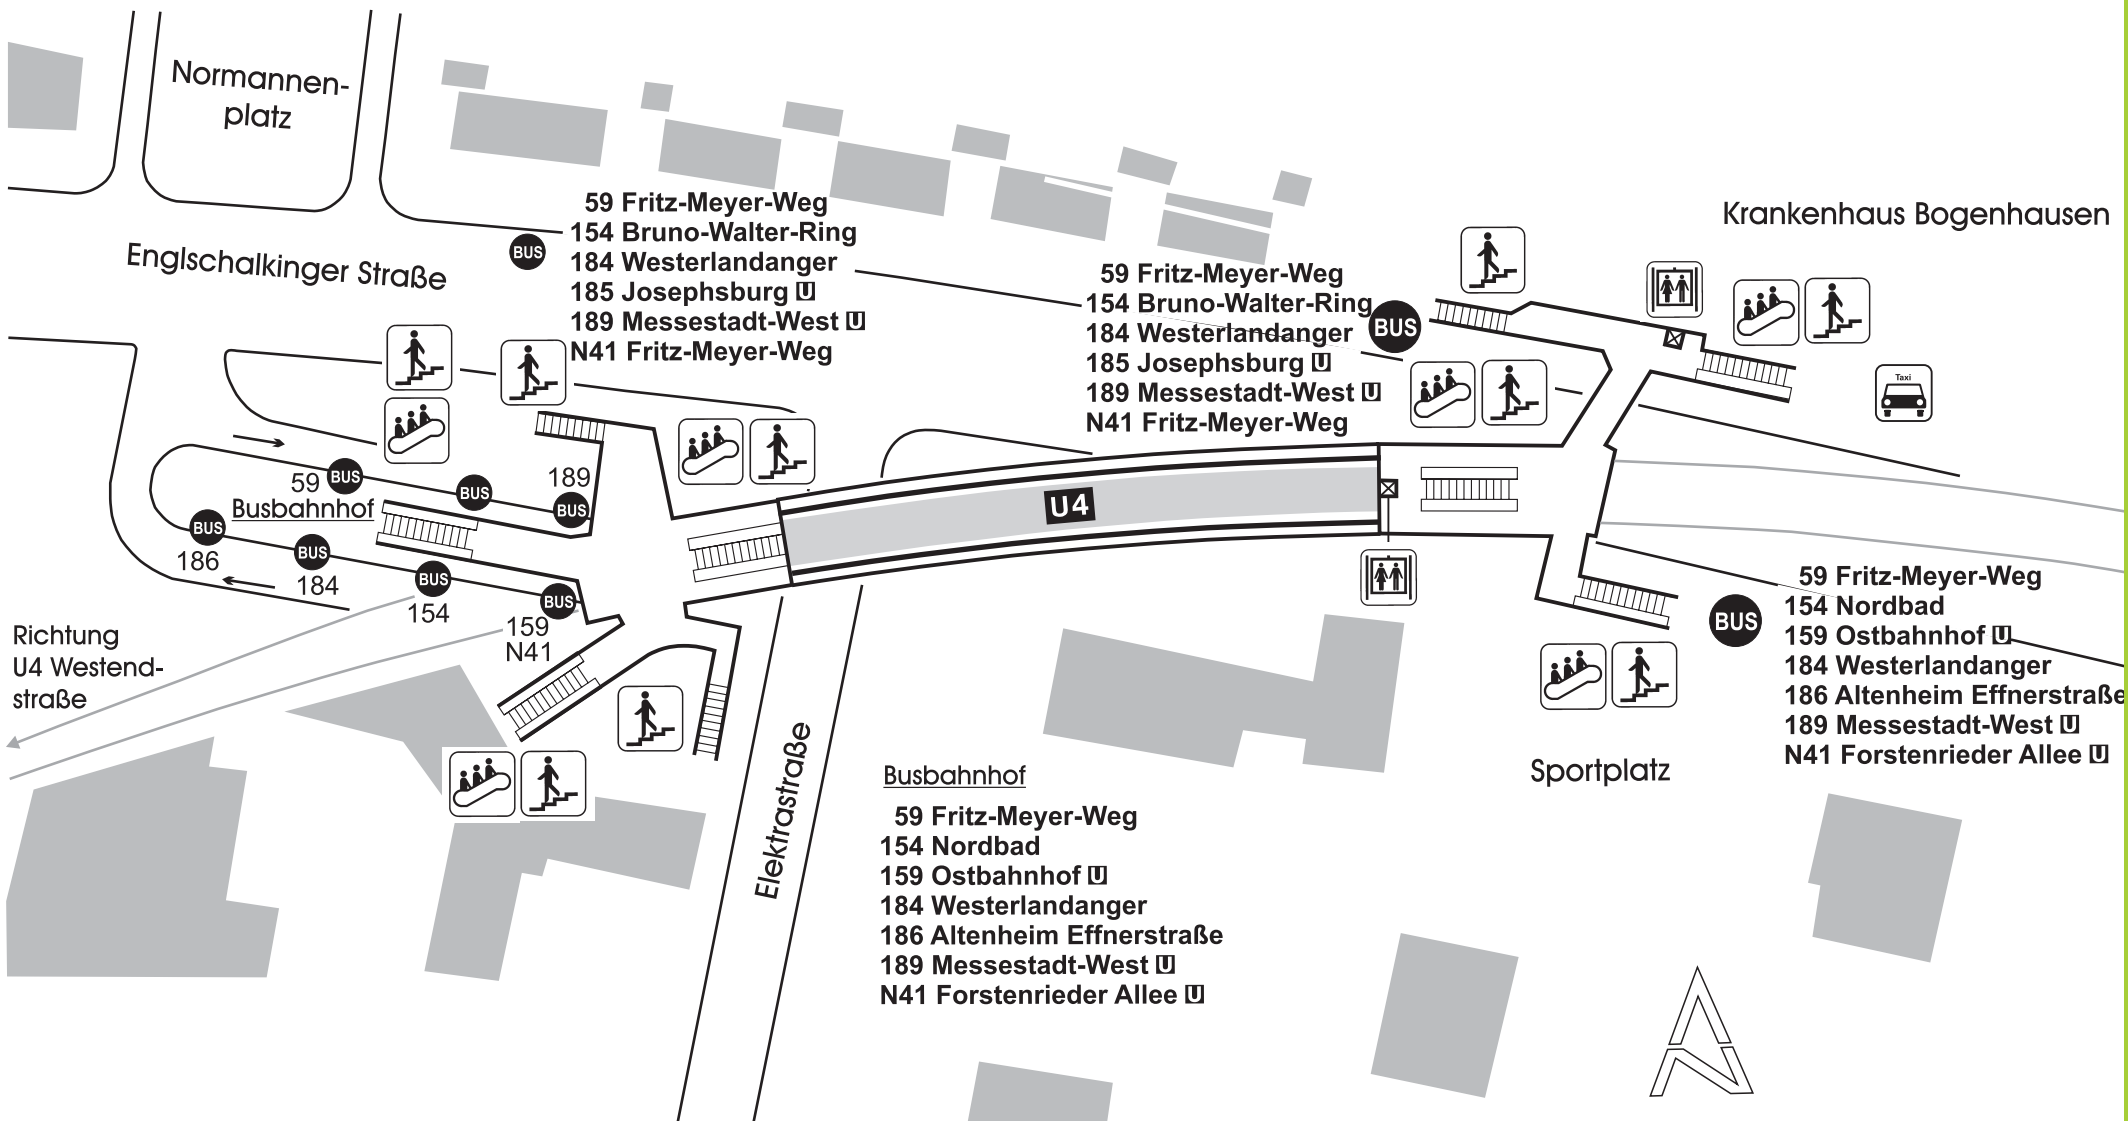 Normannen-
platz
Englschalkinger Straße
BUS
59 Fritz-Meyer-Weg
154 Bruno-Walter-Ring
184 Westerlandanger
185 Josephsburg U
189 Messestadt-West U
N41 Fritz-Meyer-Weg
Krankenhaus Bogenhausen
59 Fritz-Meyer-Weg
154 Bruno-Walter-Ring
184 Westerlandanger
185 Josephsburg U
189 Messestadt-West U
N41 Fritz-Meyer-Weg
BUS
Taxi
59
BUS
BUS
189
BUS
Busbahnhof
BUS
186
BUS
184
BUS
154
BUS
159
N41
U4
Richtung
U4 Westend-
straße
BUS
59 Fritz-Meyer-Weg
154 Nordbad
159 Ostbahnhof U
184 Westerlandanger
186 Altenheim Effnerstraße
189 Messestadt-West U
N41 Forstenrieder Allee U
Sportplatz
Elektrastraße
Busbahnhof
59 Fritz-Meyer-Weg
154 Nordbad
159 Ostbahnhof U
184 Westerlandanger
186 Altenheim Effnerstraße
189 Messestadt-West U
N41 Forstenrieder Allee U
N